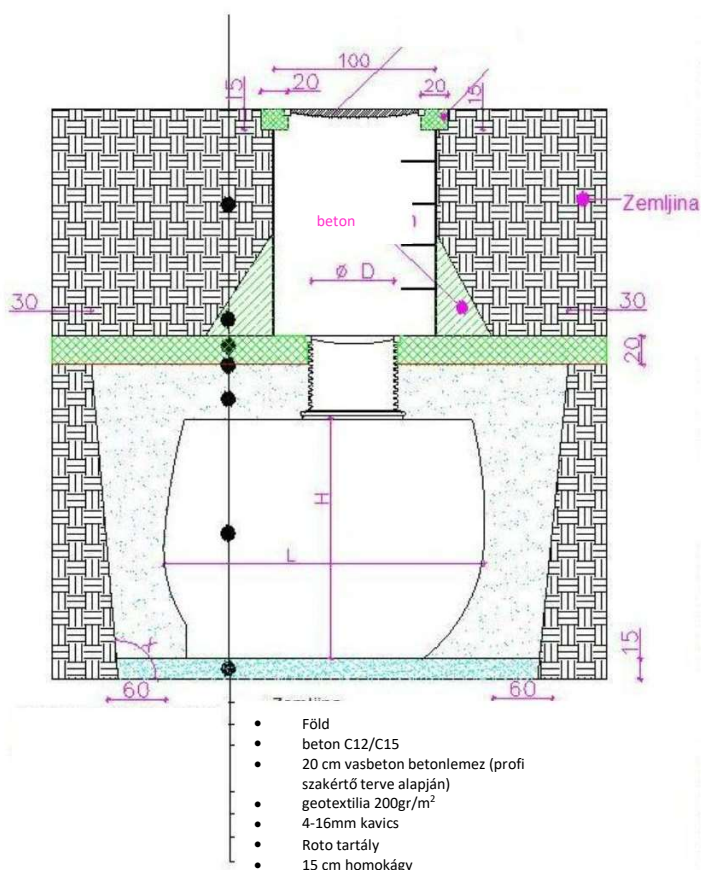 100
20
20
15
15
Zemljina
beton
ø D
30
30
20
H
L
15
60
60
• Föld
• beton C12/C15
• 20 cm vasbeton betonlemez (profi
szakértő terve alapján)
• geotextilia 200gr/m²
• 4-16mm kavics
• Roto tartály
• 15 cm homokágy